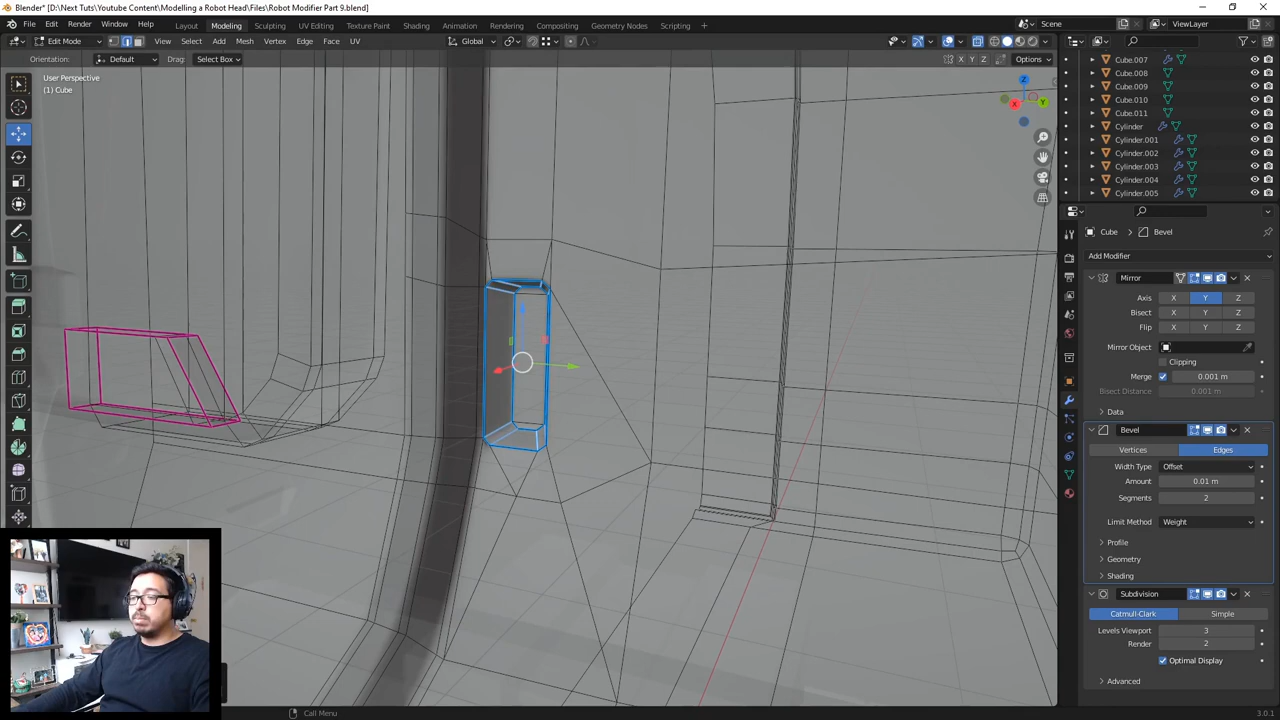 Blender* [D:\Next Tuts\Youtube Content\Modelling a Robot Head\Files\Robot Modifier Part 9.blend]
File Edit Render Window Help Layout Modeling Sculpting UV Editing Texture Paint Shading Animation Rendering Compositing Geometry Nodes Scripting + Scene ViewLayer
Edit Mode View Select Add Mesh Vertex Edge Face UV Global
Orientation: Default Drag: Select Box X Y Z Options
User Perspective
(1) Cube
Z
X
Y
Cube.007
Cube.008
Cube.009
Cube.010
Cube.011
Cylinder
Cylinder.001
Cylinder.002
Cylinder.003
Cylinder.004
Cylinder.005
Cube > Bevel
Add Modifier
Mirror
Axis X Y Z
Bisect X Y Z
Flip X Y Z
Mirror Object
Clipping
Merge 0.001 m
Bisect Distance 0.001 m
Data
Bevel
Vertices Edges
Width Type Offset
Amount 0.01 m
Segments 2
Limit Method Weight
Profile
Geometry
Shading
Subdivision
Catmull-Clark Simple
Levels Viewport 3
Render 2
Optimal Display
Advanced
Call Menu
3.0.1